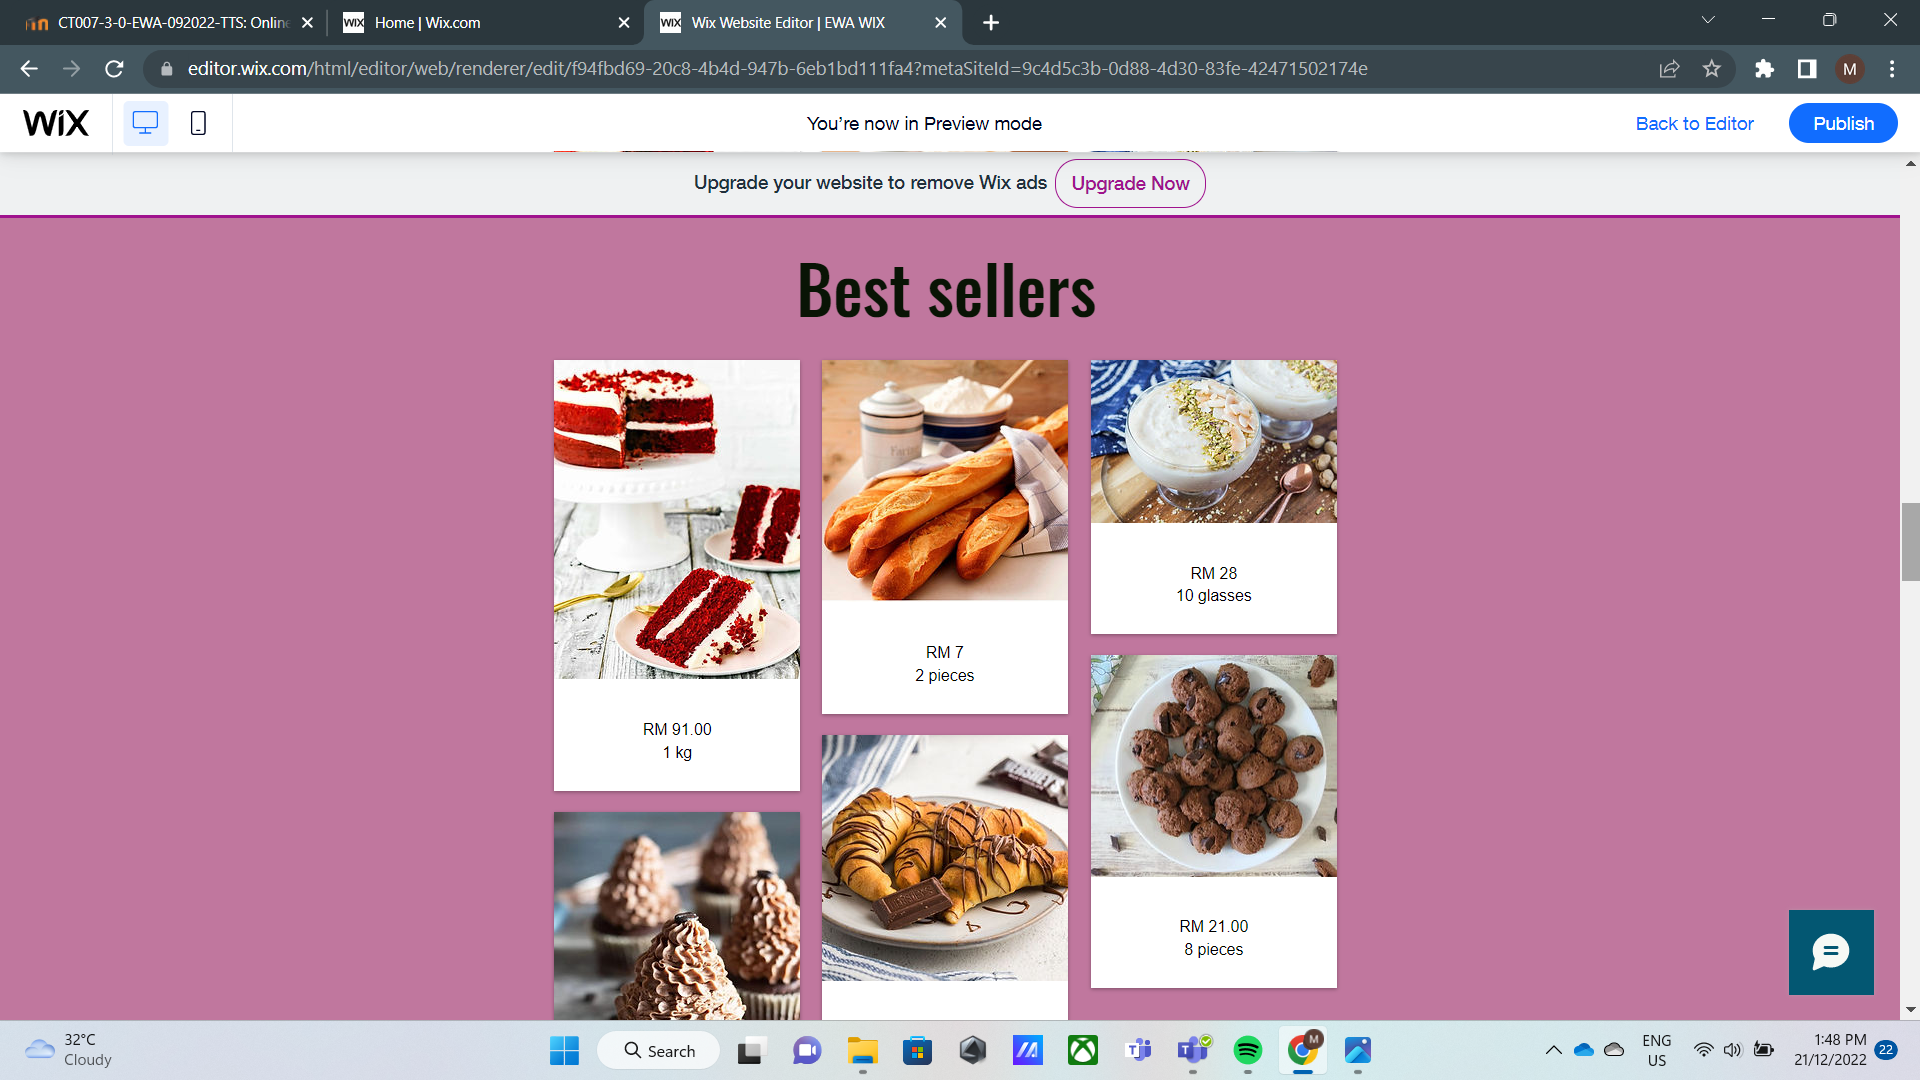 CT007-3-0-EWA-092022-TTS: Online
WIX Home | Wix.com
WIX Wix Website Editor | EWA WIX
editor.wix.com/html/editor/web/renderer/edit/f94fbd69-20c8-4b4d-947b-6eb1bd111fa4?metaSiteId=9c4d5c3b-0d88-4d30-83fe-42471502174e
M
WiX
You're now in Preview mode
Back to Editor
Publish
Upgrade your website to remove Wix ads
Upgrade Now
Best sellers
RM 28
10 glasses
RM 7
2 pieces
RM 91.00
1 kg
RM 21.00
8 pieces
32°C
Cloudy
Search
M
ENG
US
1:48 PM
21/12/2022
22